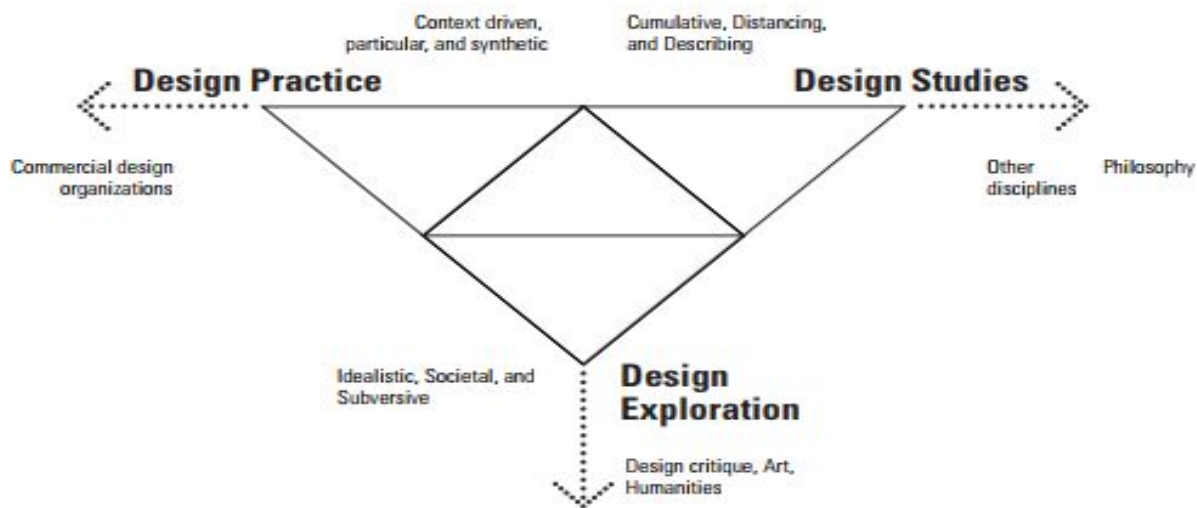 Context driven,
particular, and synthetic
Cumulative, Distancing,
and Describing
Design Practice
Design Studies
Commercial design
organizations
Other
disciplines
Philosophy
Idealistic, Societal, and
Subversive
Design
Exploration
Design critique, Art,
Humanities